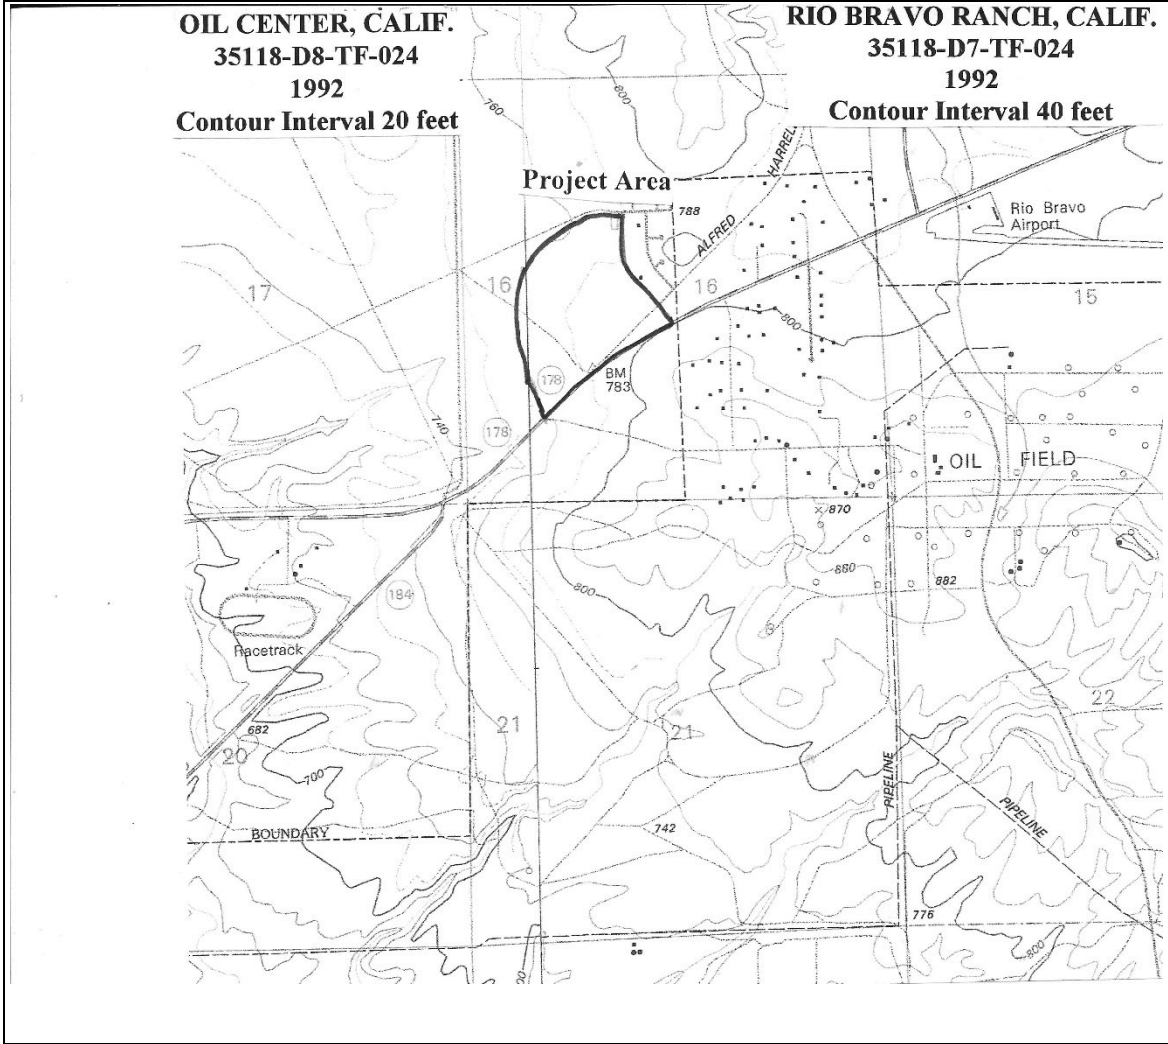 OIL CENTER, CALIF.
35118-D8-TF-024
1992
Contour Interval 20 feet
RIO BRAVO RANCH, CALIF.
35118-D7-TF-024
1992
Contour Interval 40 feet
760
800
HARREL
Project Area
788
ALFRED
Rio Bravo
Airport
17
16
16
15
800
178
BM
783
740
178
OIL FIELD
870
860
882
800
184
Racetrack
22
21
21
682
20
700
PIPELINE
PIPELINE
BOUNDARY
742
776
800